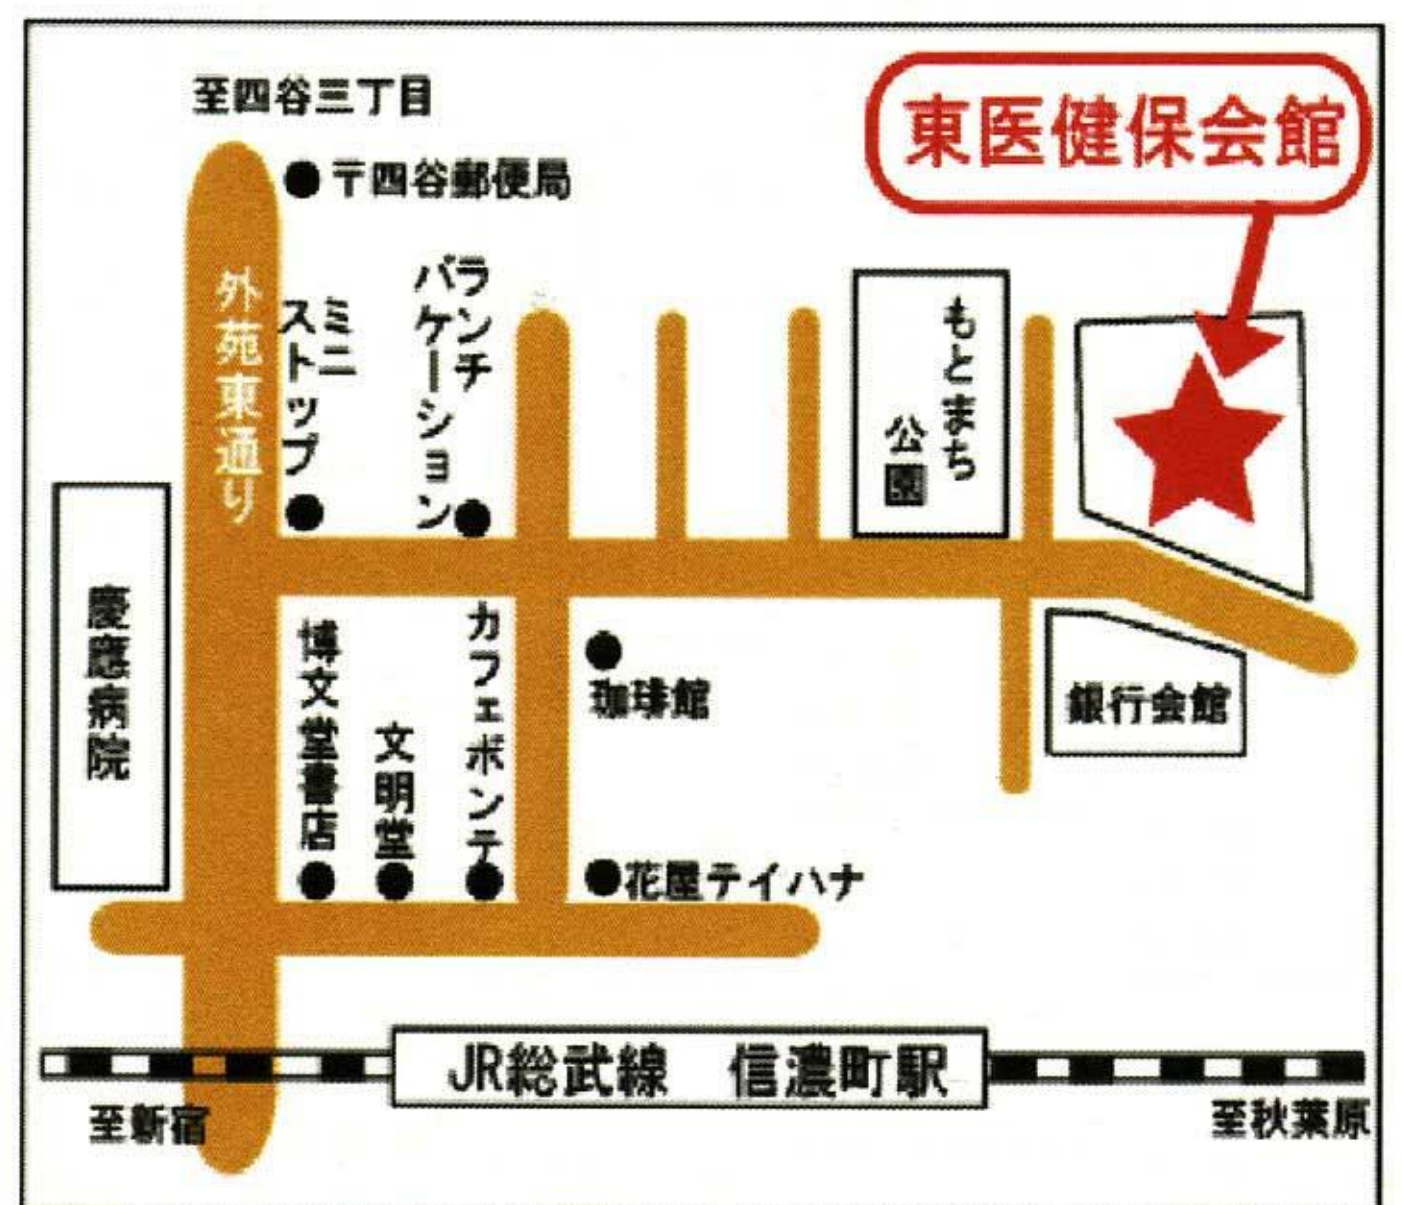 至四谷三丁目
東医健保会館
〒四谷郵便局
外苑東通り
ミニ
ストップ
ランチ
バケーション
もとまち
公園
慶應病院
博文堂書店
文明堂
カフェボンテ
珈琲館
銀行会館
花屋テイハナ
JR総武線 信濃町駅
至新宿
至秋葉原